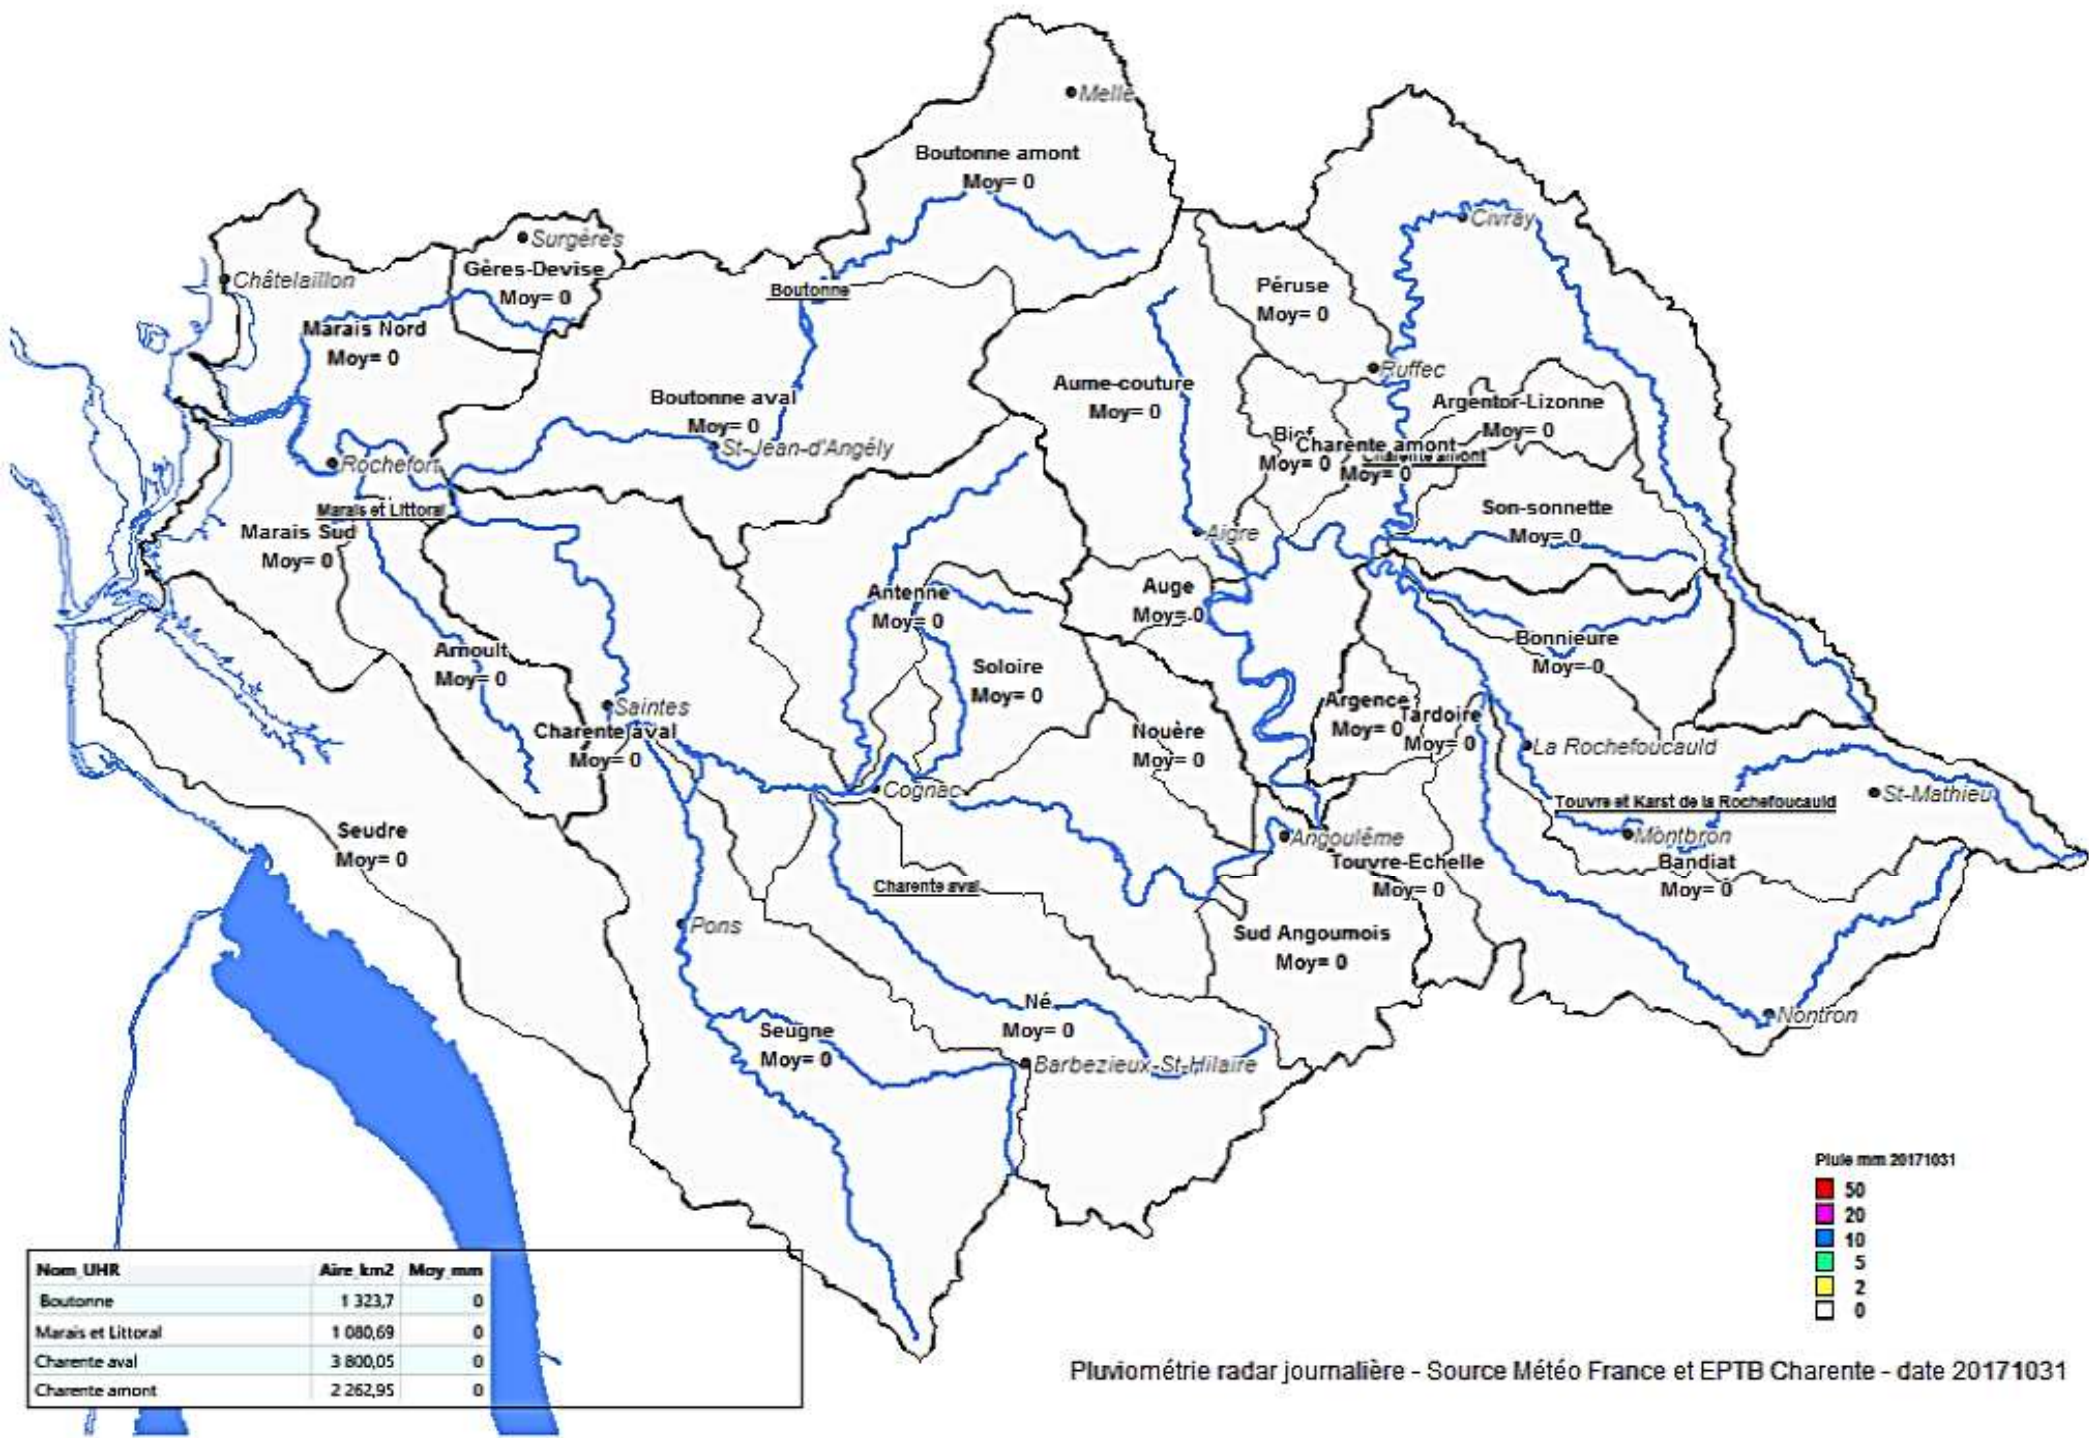 Melle
Boutonne amont
Moy= 0
Civray
Surgères
Gères-Devise
Moy= 0
Châtelaillon
Boutonne
Péruse
Moy= 0
Marais Nord
Moy= 0
Ruffec
Aume-couture
Moy= 0
Boutonne aval
Moy= 0
St-Jean-d'Angély
Argentor-Lizonne
Moy= 0
Bief
Moy= 0
Charente amont
Charente amont
Moy= 0
Rochefort
Marais et Littoral
Marais Sud
Moy= 0
Son-sonnette
Moy= 0
Aigre
Auge
Moy= 0
Antenne
Moy= 0
Bonnieure
Moy= 0
Arnoult
Moy= 0
Soloire
Moy= 0
Saintes
Charente aval
Moy= 0
Argence
Moy= 0
Tardoire
Moy= 0
Nouère
Moy= 0
La Rochefoucauld
Cognac
Touvre et Karst de la Rochefoucauld
St-Mathieu
Seudre
Moy= 0
Angoulême
Montbron
Touvre-Echelle
Moy= 0
Bandiat
Moy= 0
Charente aval
Pons
Sud Angoumois
Moy= 0
Né
Moy= 0
Seugne
Moy= 0
Nontron
Barbezieux-St-Hilaire
Pluie mm 20171031
50
20
10
5
2
0
Nom_UHR Aire_km2 Moy_mm
Boutonne 1 323,7 0
Marais et Littoral 1 080,69 0
Charente aval 3 800,05 0
Charente amont 2 262,95 0
Pluviométrie radar journalière - Source Météo France et EPTB Charente - date 20171031